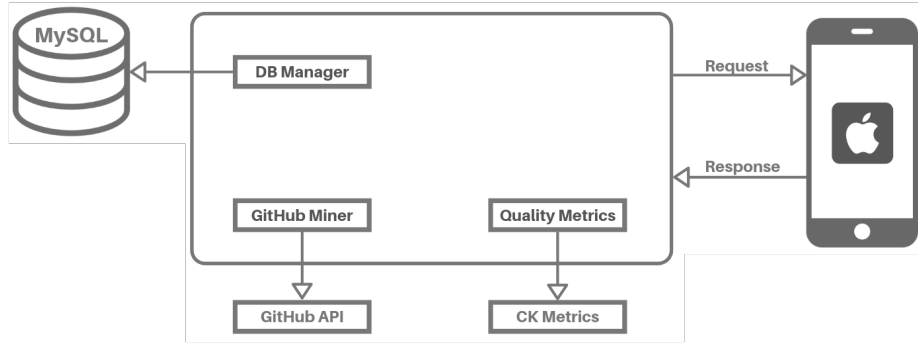 MySQL
DB Manager
Request
Response
GitHub Miner
Quality Metrics
GitHub API
CK Metrics